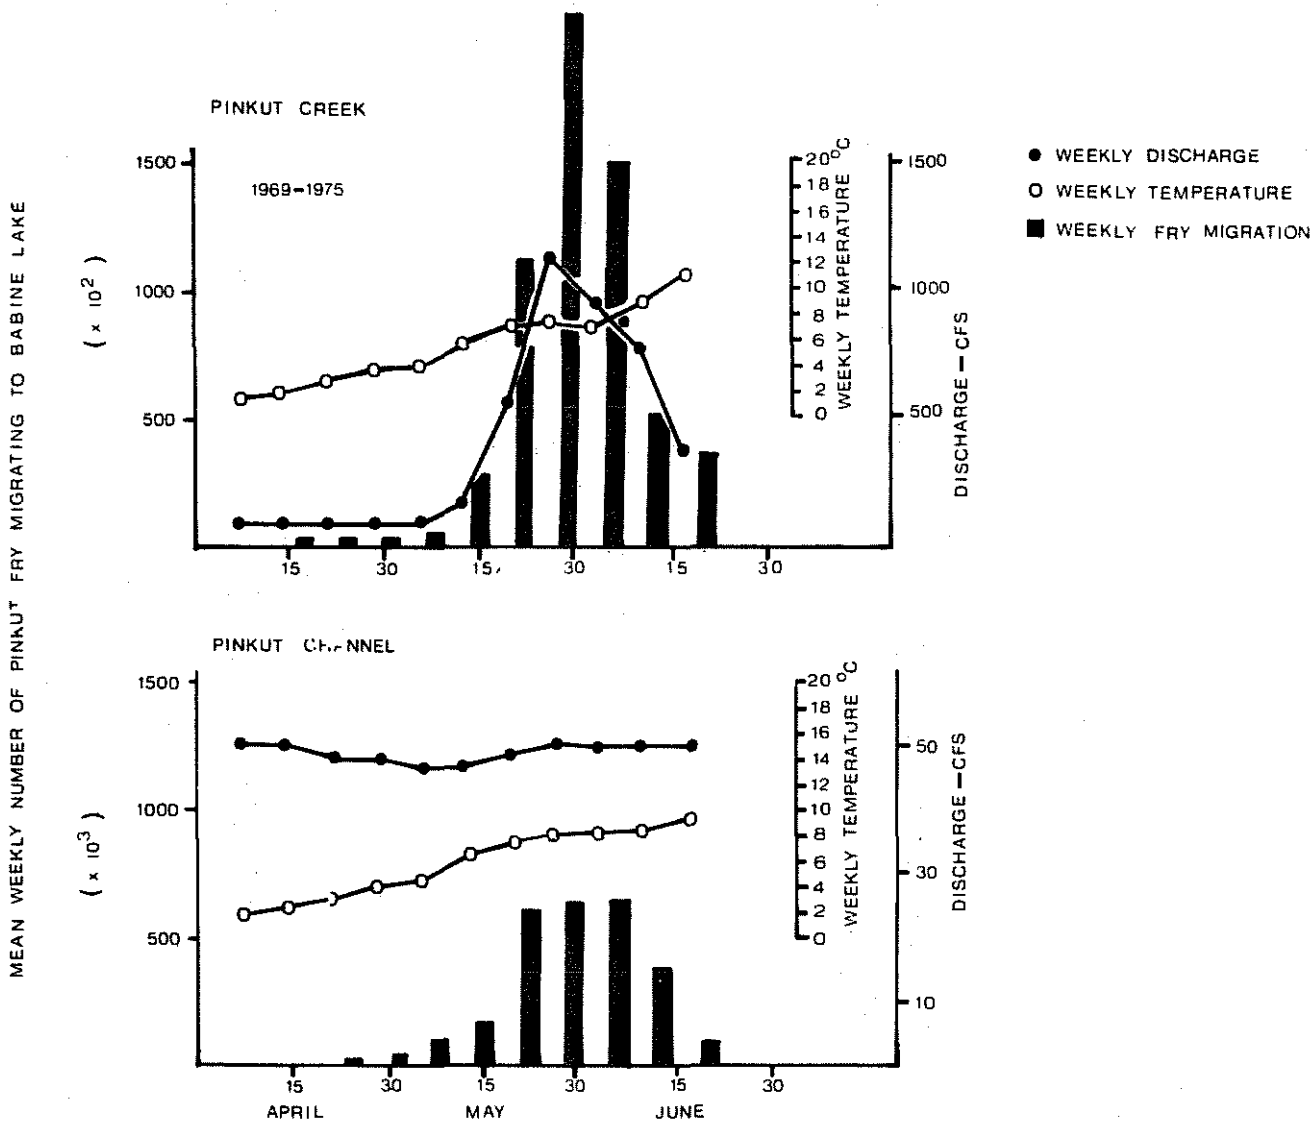 PINKUT CREEK
1969-1975
1500
1000
500
15 30 15 30 15 30
20 °C
18
16
14
12
10
8
6
4
2
0
WEEKLY TEMPERATURE
1500
1000
500
DISCHARGE — CFS
WEEKLY DISCHARGE
WEEKLY TEMPERATURE
WEEKLY FRY MIGRATION
MEAN WEEKLY NUMBER OF PINKUT FRY MIGRATING TO BABINE LAKE
( x 10²)
PINKUT CHANNEL
1500
1000
500
( x 10³)
20 °C
18
16
14
12
10
8
6
4
2
0
WEEKLY TEMPERATURE
50
30
10
DISCHARGE — CFS
15 30 15 30 15 30
APRIL MAY JUNE